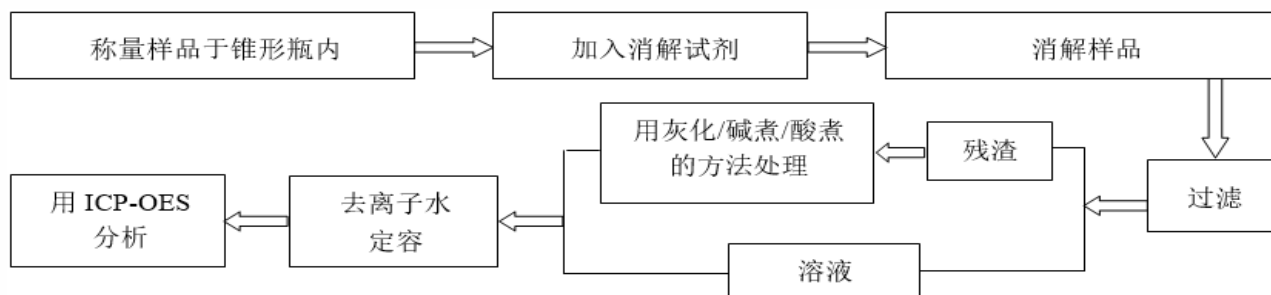 称量样品于锥形瓶内
加入消解试剂
消解样品
用灰化/碱煮/酸煮
的方法处理
残渣
过滤
用 ICP-OES
分析
去离子水
定容
溶液